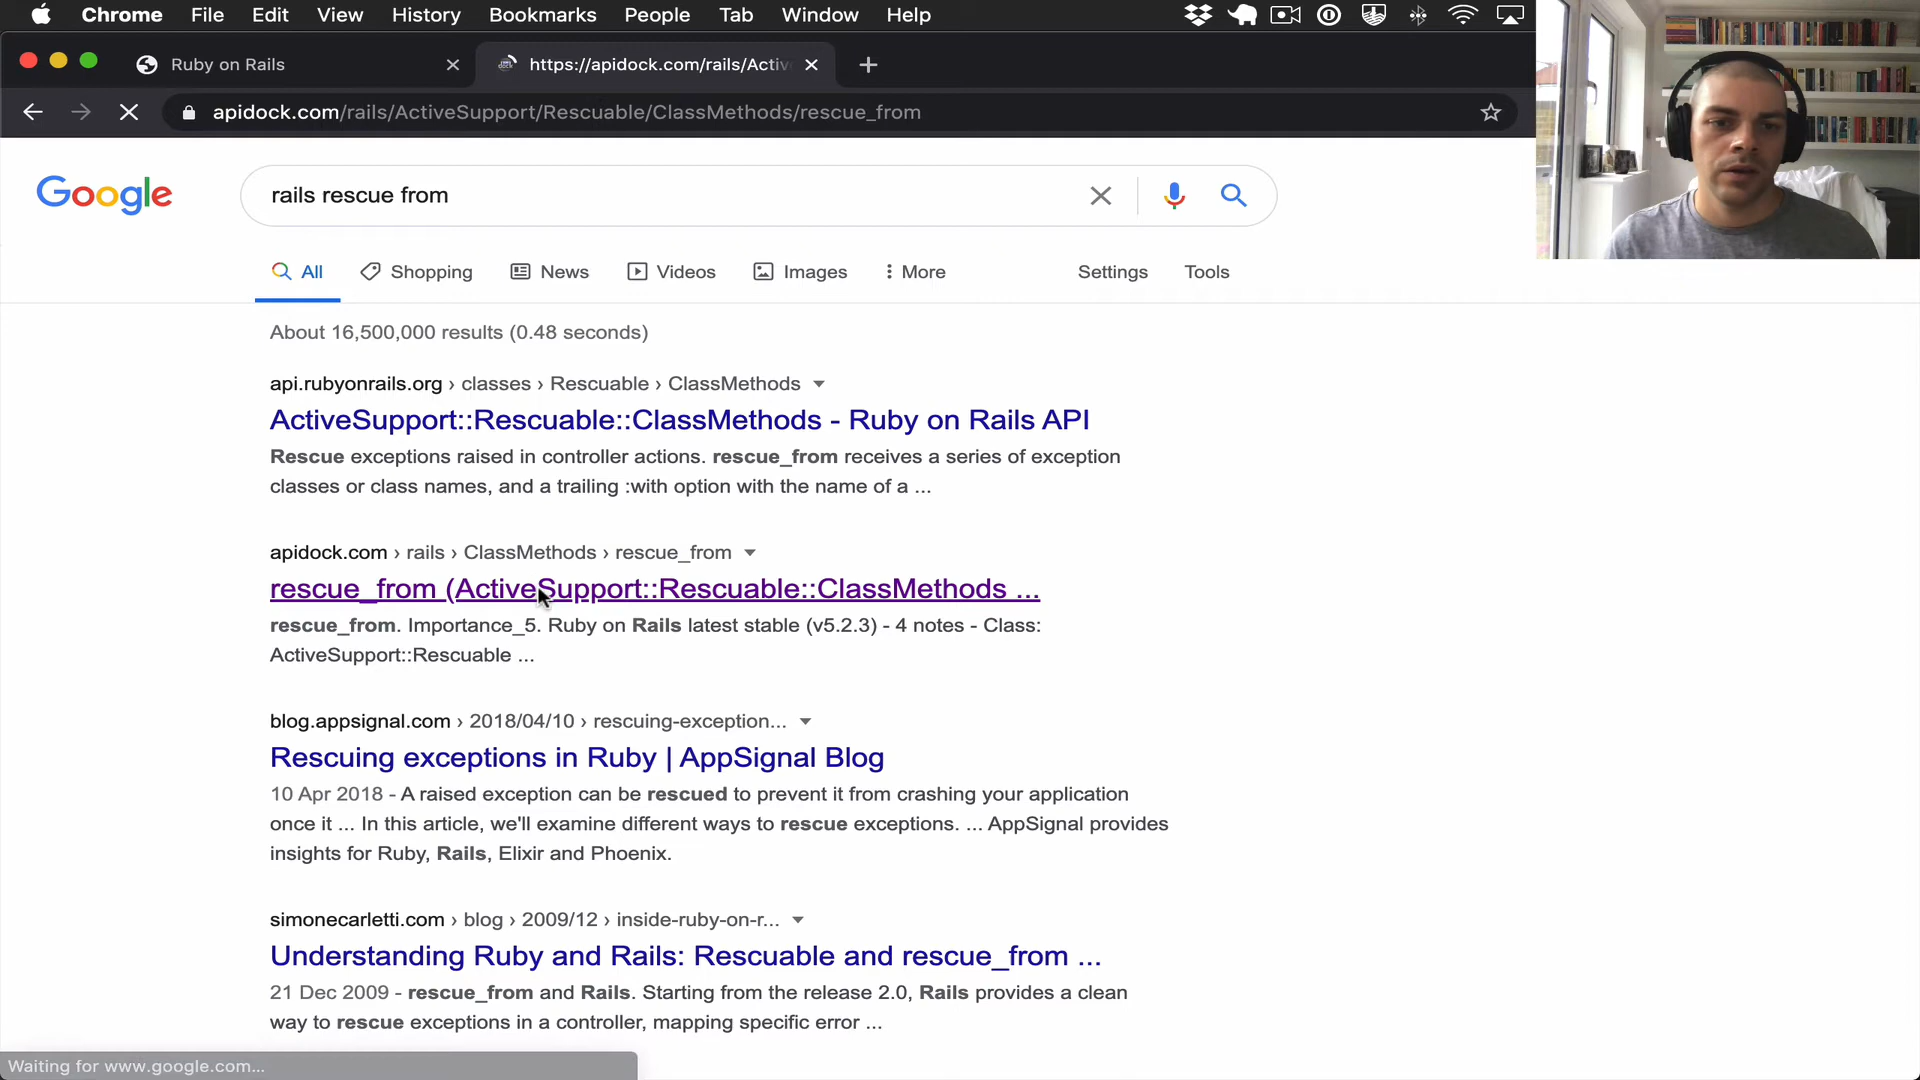 Chrome File Edit View History Bookmarks People Tab Window Help
Ruby on Rails
https://apidock.com/rails/Activ
apidock.com/rails/ActiveSupport/Rescuable/ClassMethods/rescue_from
Google
rails rescue from
All Shopping News Videos Images More Settings Tools
About 16,500,000 results (0.48 seconds)
api.rubyonrails.org › classes › Rescuable › ClassMethods
ActiveSupport::Rescuable::ClassMethods - Ruby on Rails API
Rescue exceptions raised in controller actions. rescue_from receives a series of exception
classes or class names, and a trailing :with option with the name of a ...
apidock.com › rails › ClassMethods › rescue_from
rescue_from (ActiveSupport::Rescuable::ClassMethods ...
rescue_from. Importance_5. Ruby on Rails latest stable (v5.2.3) - 4 notes - Class:
ActiveSupport::Rescuable ...
blog.appsignal.com › 2018/04/10 › rescuing-exception...
Rescuing exceptions in Ruby | AppSignal Blog
10 Apr 2018 - A raised exception can be rescued to prevent it from crashing your application
once it ... In this article, we'll examine different ways to rescue exceptions. ... AppSignal provides
insights for Ruby, Rails, Elixir and Phoenix.
simonecarletti.com › blog › 2009/12 › inside-ruby-on-r...
Understanding Ruby and Rails: Rescuable and rescue_from ...
21 Dec 2009 - rescue_from and Rails. Starting from the release 2.0, Rails provides a clean
way to rescue exceptions in a controller, mapping specific error ...
Waiting for www.google.com...